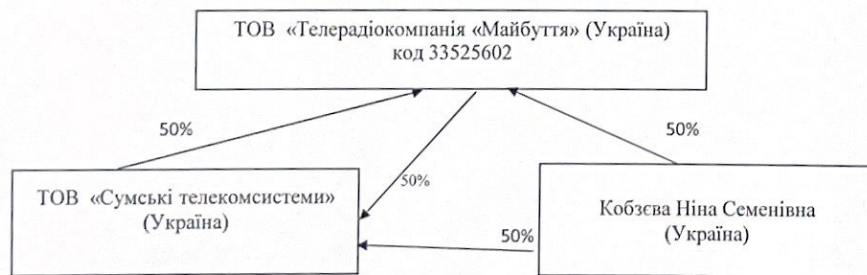 ТОВ «Телерадіокомпанія «Майбуття» (Україна)
код 33525602
50%
50%
50%
ТОВ «Сумські телекомсистеми»
(Україна)
50%
Кобзєва Ніна Семенівна
(Україна)